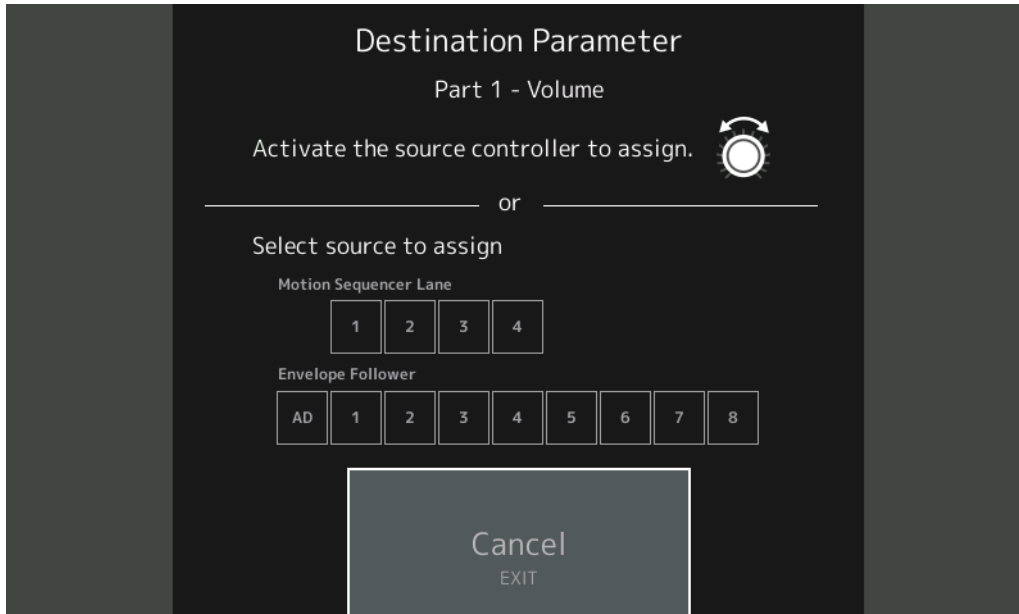 Destination Parameter
Part 1 - Volume
Activate the source controller to assign.
or
Select source to assign
Motion Sequencer Lane
1 2 3 4
Envelope Follower
AD 1 2 3 4 5 6 7 8
Cancel
EXIT